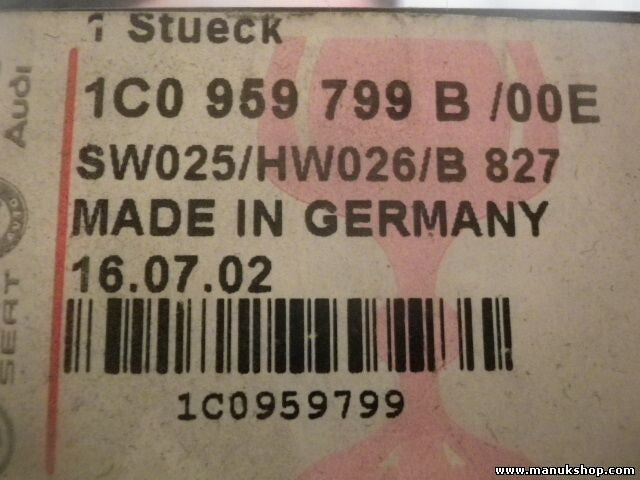 1 Stueck
1C0 959 799 B /00E
SW025/HW026/B 827
MADE IN GERMANY
16.07.02
1C0959799
Audi
SEAT
www.manukshop.com